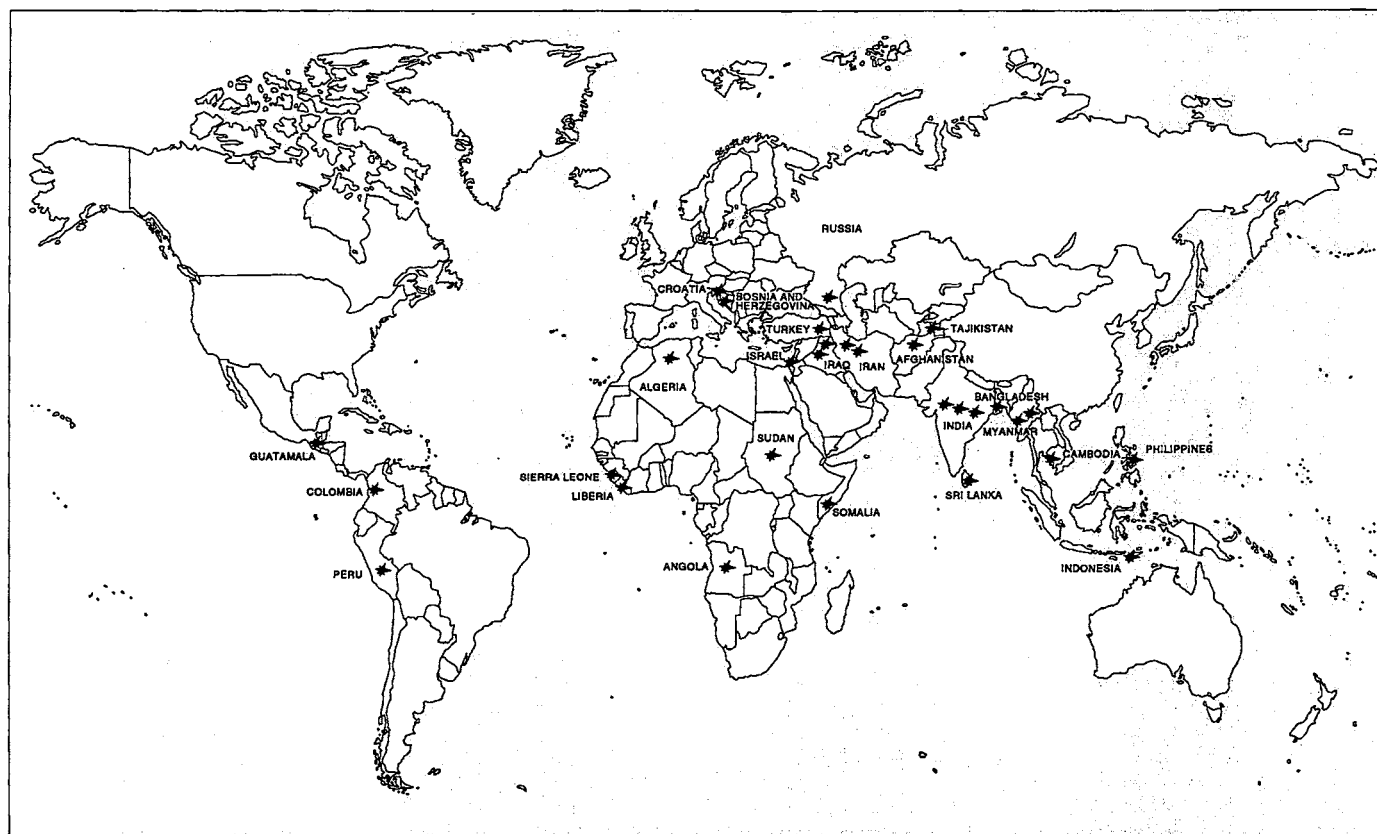 RUSSIA
CROATIA
BOSNIA AND
HERZEGOVINA
TURKEY
TAJIKISTAN
ISRAEL
IRAQ
IRAN
AFGHANISTAN
ALGERIA
BANGLADESH
INDIA
MYANMAR
SUDAN
GUATAMALA
CAMBODIA
PHILIPPINES
SIERRA LEONE
COLOMBIA
LIBERIA
SRI LANXA
SOMALIA
PERU
ANGOLA
INDONESIA